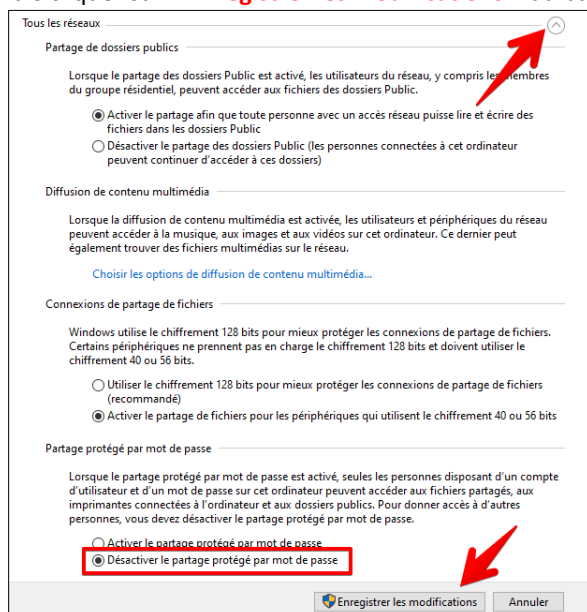 Tous les réseaux
Partage de dossiers publics
Lorsque le partage des dossiers Public est activé, les utilisateurs du réseau, y compris les membres
du groupe résidentiel, peuvent accéder aux fichiers des dossiers Public.
Activer le partage afin que toute personne avec un accès réseau puisse lire et écrire des
fichiers dans les dossiers Public
Désactiver le partage des dossiers Public (les personnes connectées à cet ordinateur
peuvent continuer d'accéder à ces dossiers)
Diffusion de contenu multimédia
Lorsque la diffusion de contenu multimédia est activée, les utilisateurs et périphériques du réseau
peuvent accéder à la musique, aux images et aux vidéos sur cet ordinateur. Ce dernier peut
également trouver des fichiers multimédias sur le réseau.
Choisir les options de diffusion de contenu multimédia...
Connexions de partage de fichiers
Windows utilise le chiffrement 128 bits pour mieux protéger les connexions de partage de fichiers.
Certains périphériques ne prennent pas en charge le chiffrement 128 bits et doivent utiliser le
chiffrement 40 ou 56 bits.
Utiliser le chiffrement 128 bits pour mieux protéger les connexions de partage de fichiers
(recommandé)
Activer le partage de fichiers pour les périphériques qui utilisent le chiffrement 40 ou 56 bits
Partage protégé par mot de passe
Lorsque le partage protégé par mot de passe est activé, seules les personnes disposant d'un compte
d'utilisateur et d'un mot de passe sur cet ordinateur peuvent accéder aux fichiers partagés, aux
imprimantes connectées à l'ordinateur et aux dossiers publics. Pour donner accès à d'autres
personnes, vous devez désactiver le partage protégé par mot de passe.
Activer le partage protégé par mot de passe
Désactiver le partage protégé par mot de passe
Enregistrer les modifications Annuler